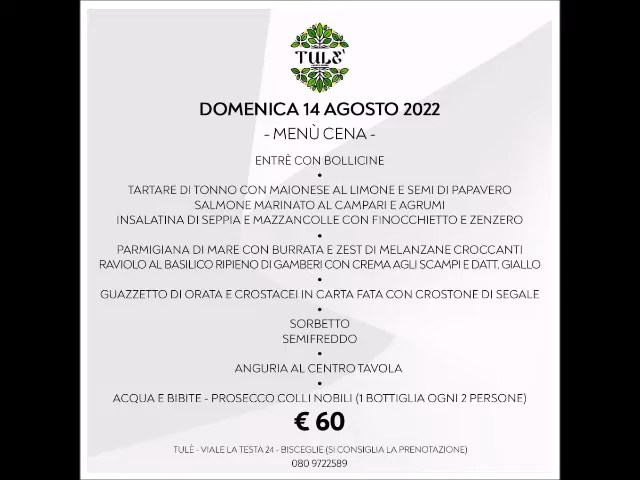 TULE'
DOMENICA 14 AGOSTO 2022
- MENÙ CENA -
ENTRÈ CON BOLLICINE
•
TARTARE DI TONNO CON MAIONESE AL LIMONE E SEMI DI PAPAVERO
SALMONE MARINATO AL CAMPARI E AGRUMI
INSALATINA DI SEPPIA E MAZZANCOLLE CON FINOCCHIETTO E ZENZERO
•
PARMIGIANA DI MARE CON BURRATA E ZEST DI MELANZANE CROCCANTI
RAVIOLO AL BASILICO RIPIENO DI GAMBERI CON CREMA AGLI SCAMPI E DATT. GIALLO
•
GUAZZETTO DI ORATA E CROSTACEI IN CARTA FATA CON CROSTONE DI SEGALE
•
SORBETTO
SEMIFREDDO
•
ANGURIA AL CENTRO TAVOLA
•
ACQUA E BIBITE - PROSECCO COLLI NOBILI (1 BOTTIGLIA OGNI 2 PERSONE)
€ 60
TULÈ - VIALE LA TESTA 24 - BISCEGLIE (SI CONSIGLIA LA PRENOTAZIONE)
080 9722589